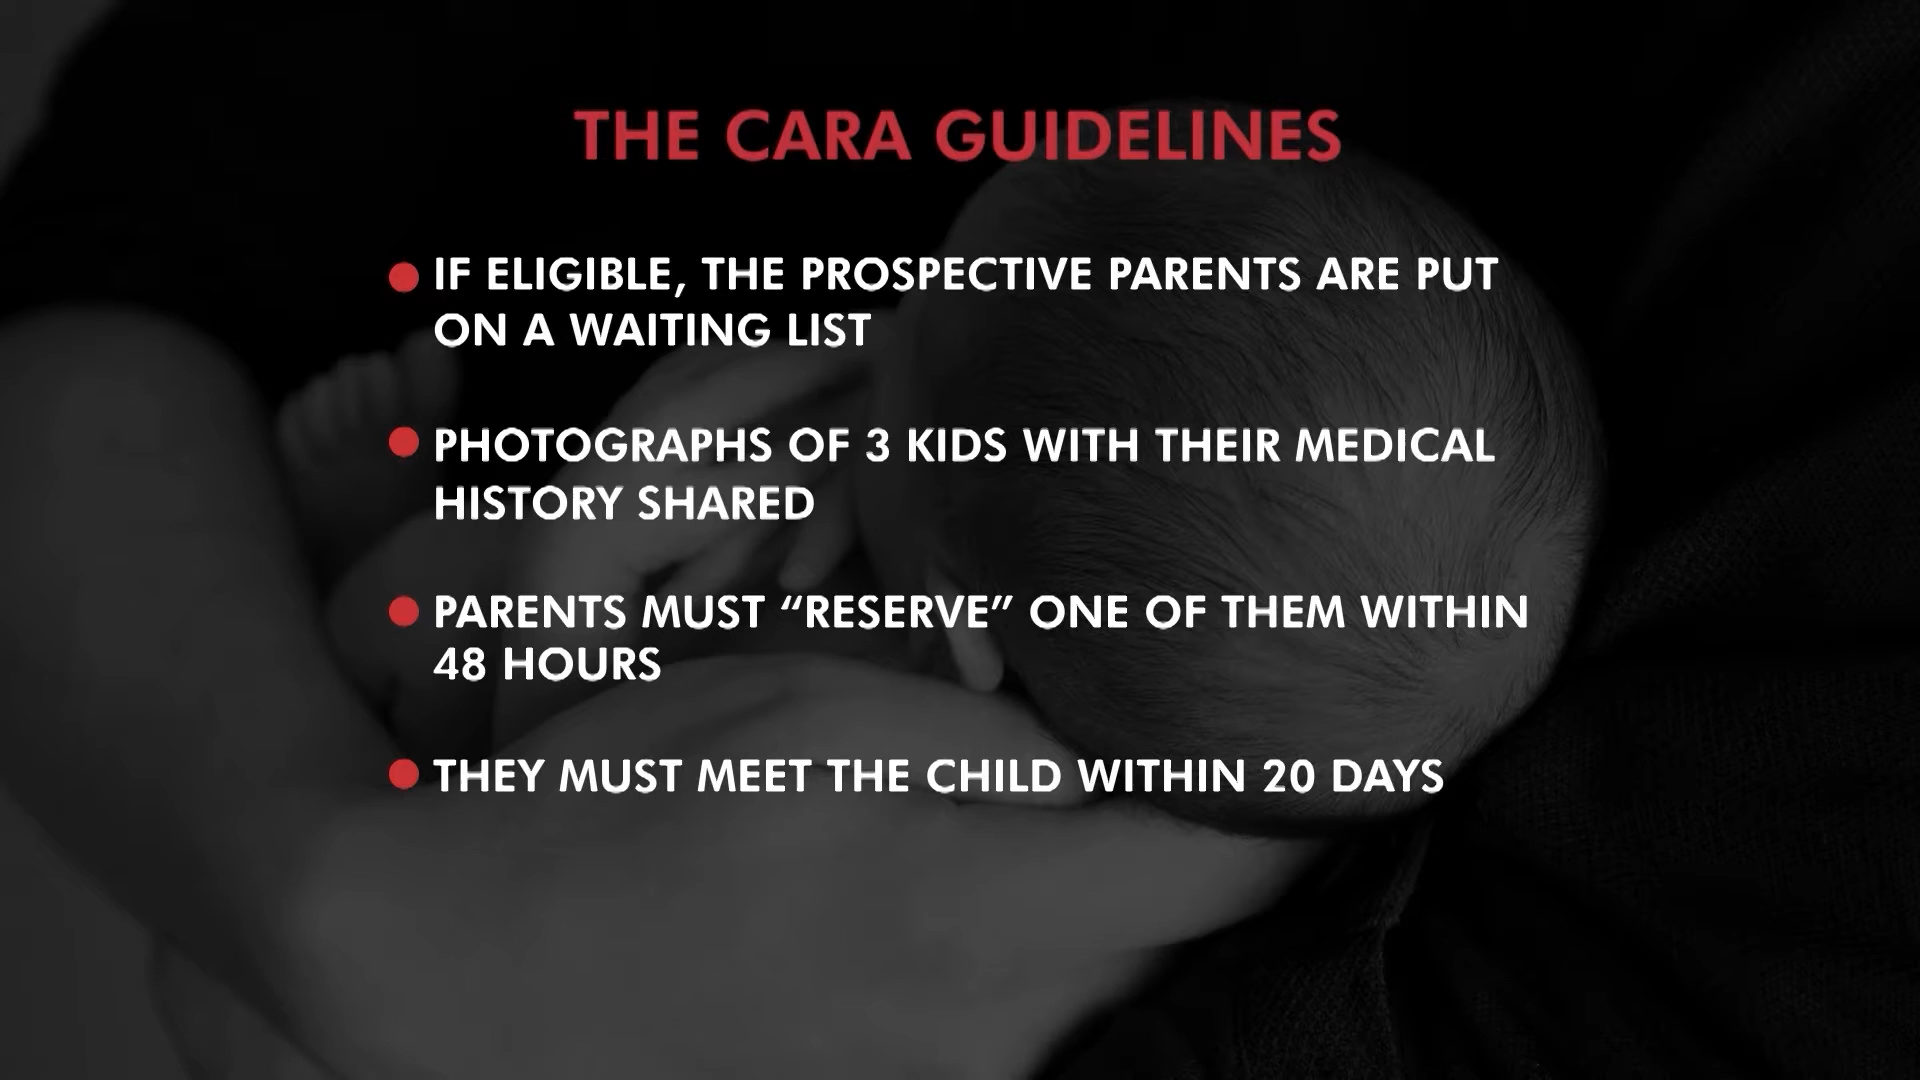 THE CARA GUIDELINES
IF ELIGIBLE, THE PROSPECTIVE PARENTS ARE PUT
ON A WAITING LIST
PHOTOGRAPHS OF 3 KIDS WITH THEIR MEDICAL
HISTORY SHARED
PARENTS MUST “RESERVE” ONE OF THEM WITHIN
48 HOURS
THEY MUST MEET THE CHILD WITHIN 20 DAYS